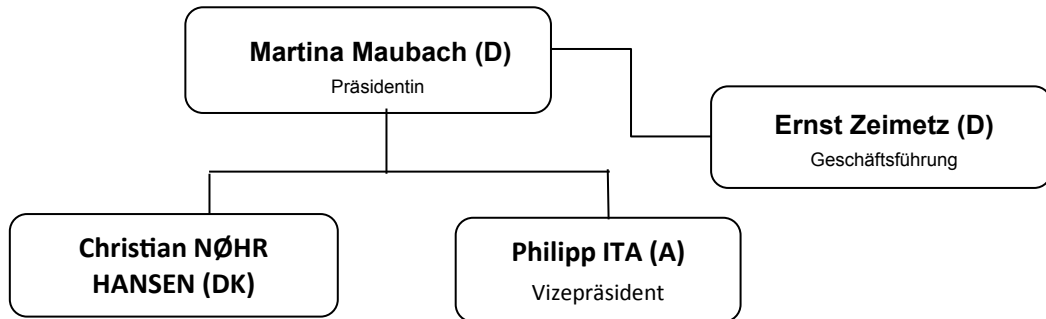 Martina Maubach (D)
Präsidentin
Ernst Zeimetz (D)
Geschäftsführung
Christian NØHR
HANSEN (DK)
Philipp ITA (A)
Vizepräsident